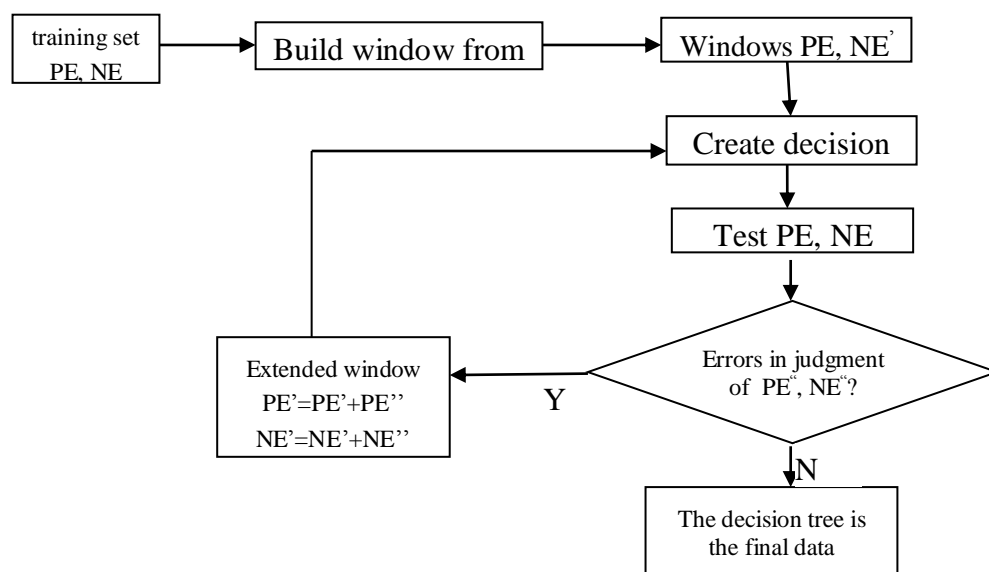 training set
PE, NE
Build window from
Windows PE, NE’
Create decision
Test PE, NE
Errors in judgment
of PE“, NE“?
Y
Extended window
PE’=PE’+PE’’
NE’=NE’+NE’’
N
The decision tree is
the final data